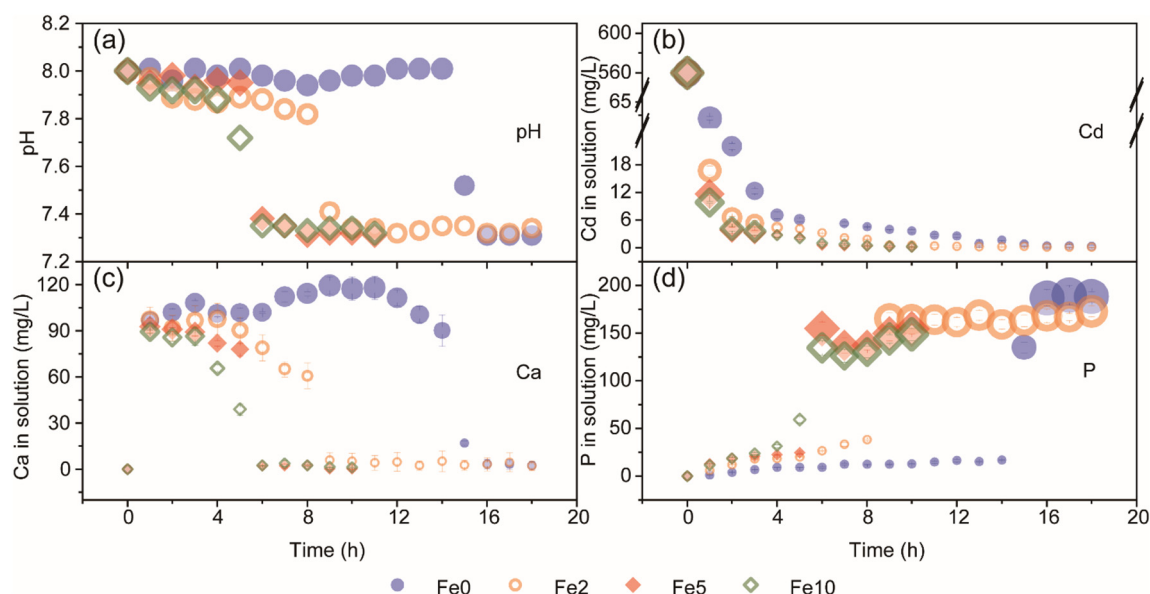 (a)
8.2
8.0
7.8
7.6
7.4
7.2
pH
pH
(b)
600
560
65
18
12
6
0
Cd in solution (mg/L)
Cd
(c)
120
90
60
30
0
Ca in solution (mg/L)
Ca
0 4 8 12 16 20
Time (h)
(d)
200
150
100
50
0
P in solution (mg/L)
P
0 4 8 12 16 20
Time (h)
Fe0 Fe2 Fe5 Fe10